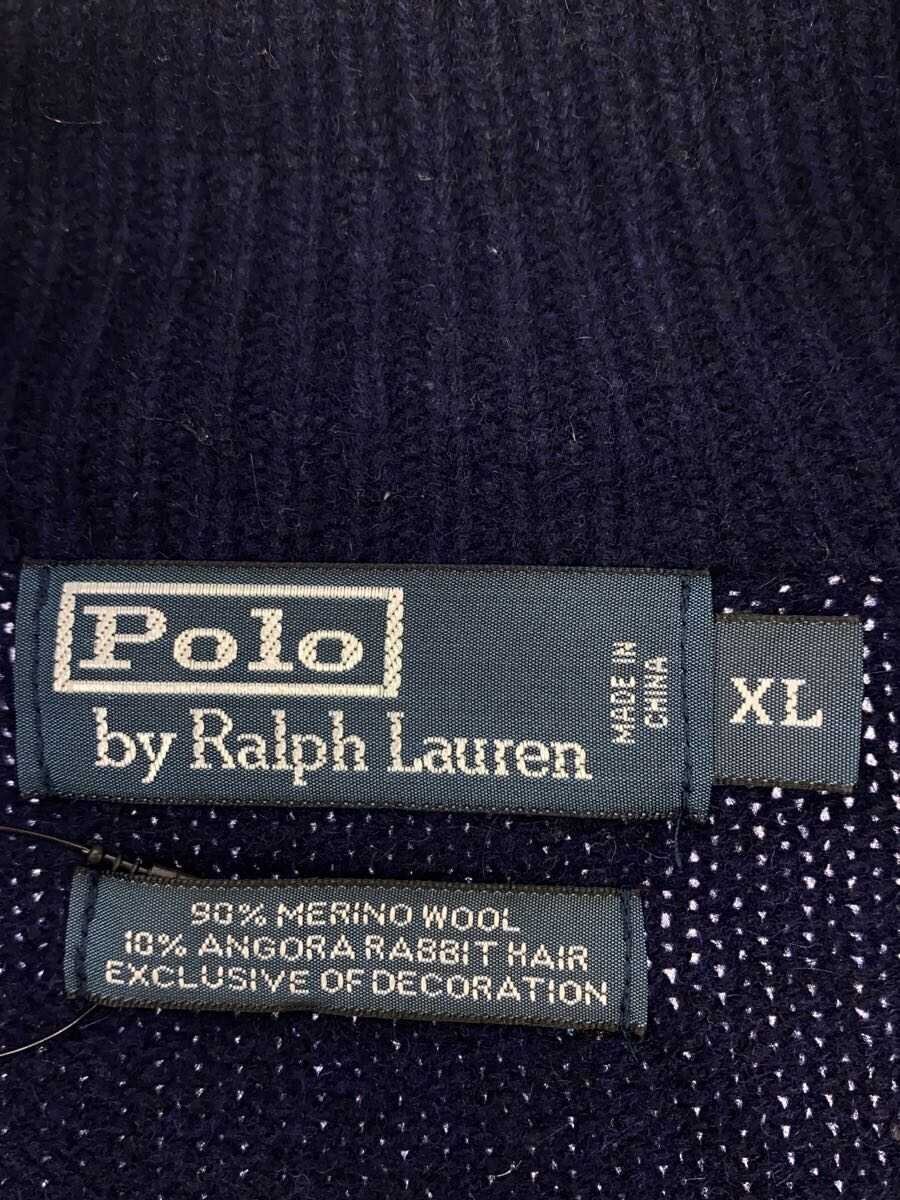 Polo
by Ralph Lauren
MADE IN
CHINA
XL
90% MERINO WOOL
10% ANGORA RABBIT HAIR
EXCLUSIVE OF DECORATION